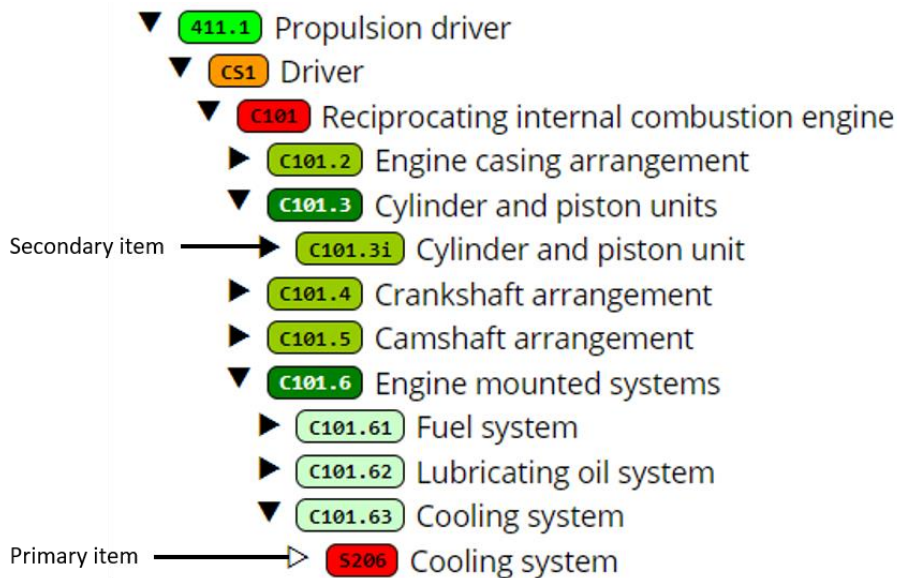 411.1 Propulsion driver
CS1 Driver
C101 Reciprocating internal combustion engine
C101.2 Engine casing arrangement
C101.3 Cylinder and piston units
Secondary item C101.3i Cylinder and piston unit
C101.4 Crankshaft arrangement
C101.5 Camshaft arrangement
C101.6 Engine mounted systems
C101.61 Fuel system
C101.62 Lubricating oil system
C101.63 Cooling system
Primary item S206 Cooling system